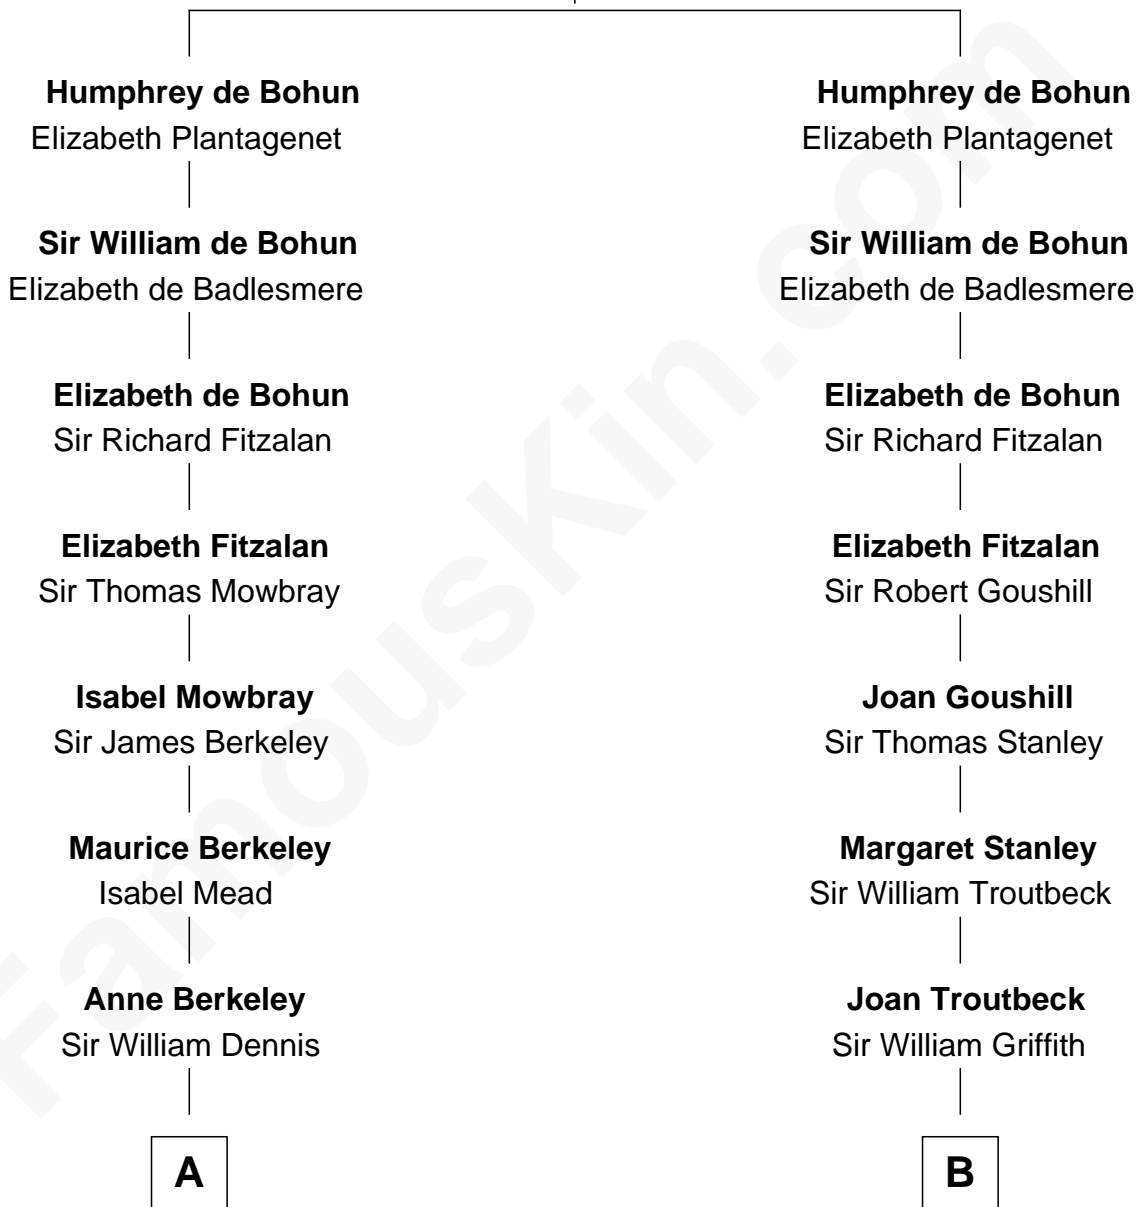 Humphrey de Bohun
Elizabeth Plantagenet
Sir William de Bohun
Elizabeth de Badlesmere
Elizabeth de Bohun
Sir Richard Fitzalan
Elizabeth Fitzalan
Sir Thomas Mowbray
Isabel Mowbray
Sir James Berkeley
Maurice Berkeley
Isabel Mead
Anne Berkeley
Sir William Dennis
A
Humphrey de Bohun
Elizabeth Plantagenet
Sir William de Bohun
Elizabeth de Badlesmere
Elizabeth de Bohun
Sir Richard Fitzalan
Elizabeth Fitzalan
Sir Robert Goushill
Joan Goushill
Sir Thomas Stanley
Margaret Stanley
Sir William Troutbeck
Joan Troutbeck
Sir William Griffith
B
FamousKin.com